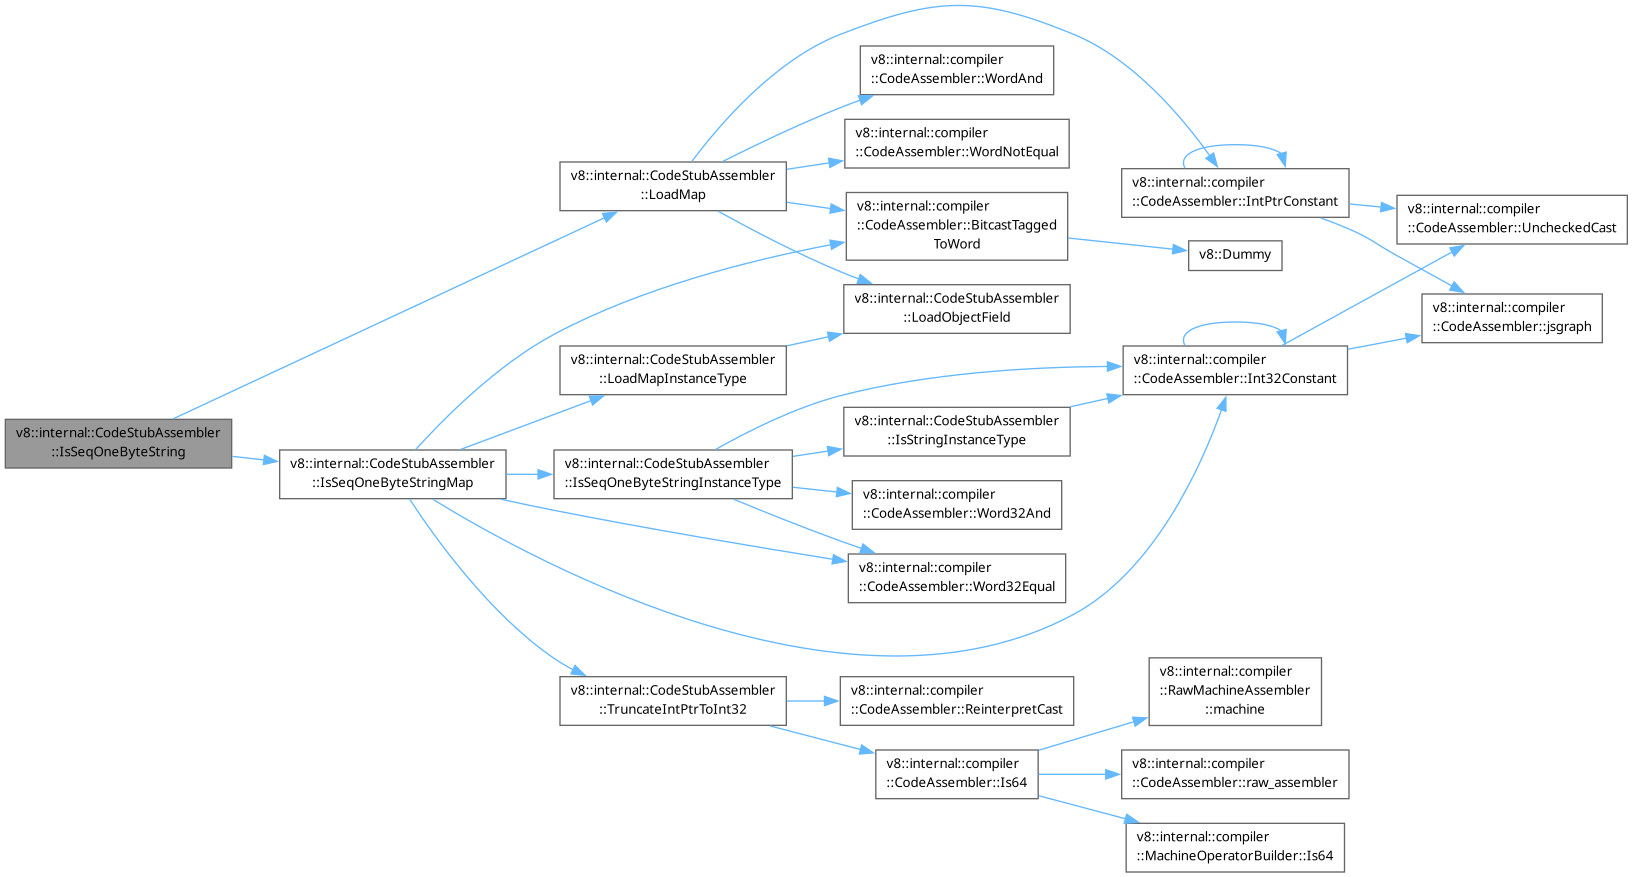 v8::internal::CodeStubAssembler
::IsSeqOneByteString
v8::internal::CodeStubAssembler
::IsSeqOneByteStringMap
v8::internal::CodeStubAssembler
::LoadMap
v8::internal::CodeStubAssembler
::LoadMapInstanceType
v8::internal::CodeStubAssembler
::IsSeqOneByteStringInstanceType
v8::internal::CodeStubAssembler
::TruncateIntPtrToInt32
v8::internal::compiler
::CodeAssembler::WordAnd
v8::internal::compiler
::CodeAssembler::WordNotEqual
v8::internal::compiler
::CodeAssembler::BitcastTagged
ToWord
v8::internal::CodeStubAssembler
::LoadObjectField
v8::internal::CodeStubAssembler
::IsStringInstanceType
v8::internal::compiler
::CodeAssembler::Word32And
v8::internal::compiler
::CodeAssembler::Word32Equal
v8::internal::compiler
::CodeAssembler::ReinterpretCast
v8::internal::compiler
::CodeAssembler::Is64
v8::internal::compiler
::CodeAssembler::IntPtrConstant
v8::Dummy
v8::internal::compiler
::CodeAssembler::Int32Constant
v8::internal::compiler
::RawMachineAssembler
::machine
v8::internal::compiler
::CodeAssembler::raw_assembler
v8::internal::compiler
::MachineOperatorBuilder::Is64
v8::internal::compiler
::CodeAssembler::UncheckedCast
v8::internal::compiler
::CodeAssembler::jsgraph